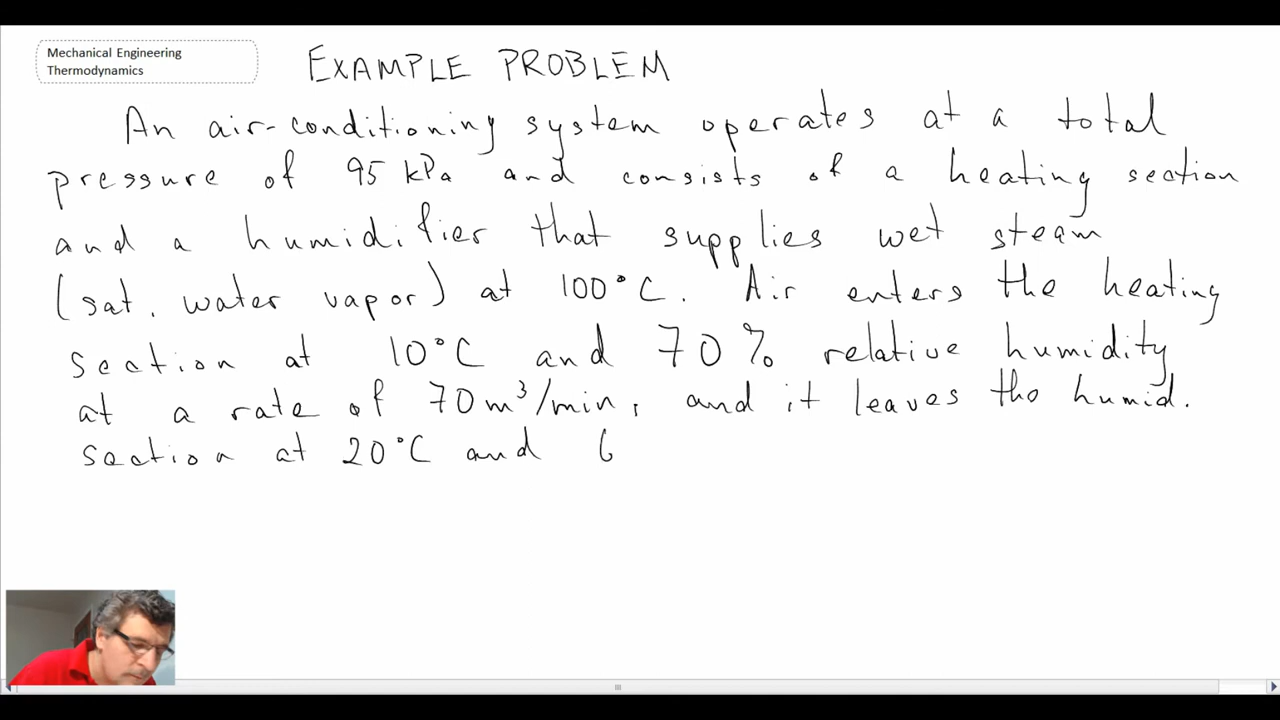 Mechanical Engineering
Thermodynamics
EXAMPLE PROBLEM
An air-conditioning system operates at a total
pressure of 95 kPa and consists of a heating section
and a humidifier that supplies wet steam
(sat. water vapor) at 100°C. Air enters the heating
section at 10°C and 70% relative humidity
at a rate of 70 m³/min, and it leaves the humid.
section at 20°C and 6